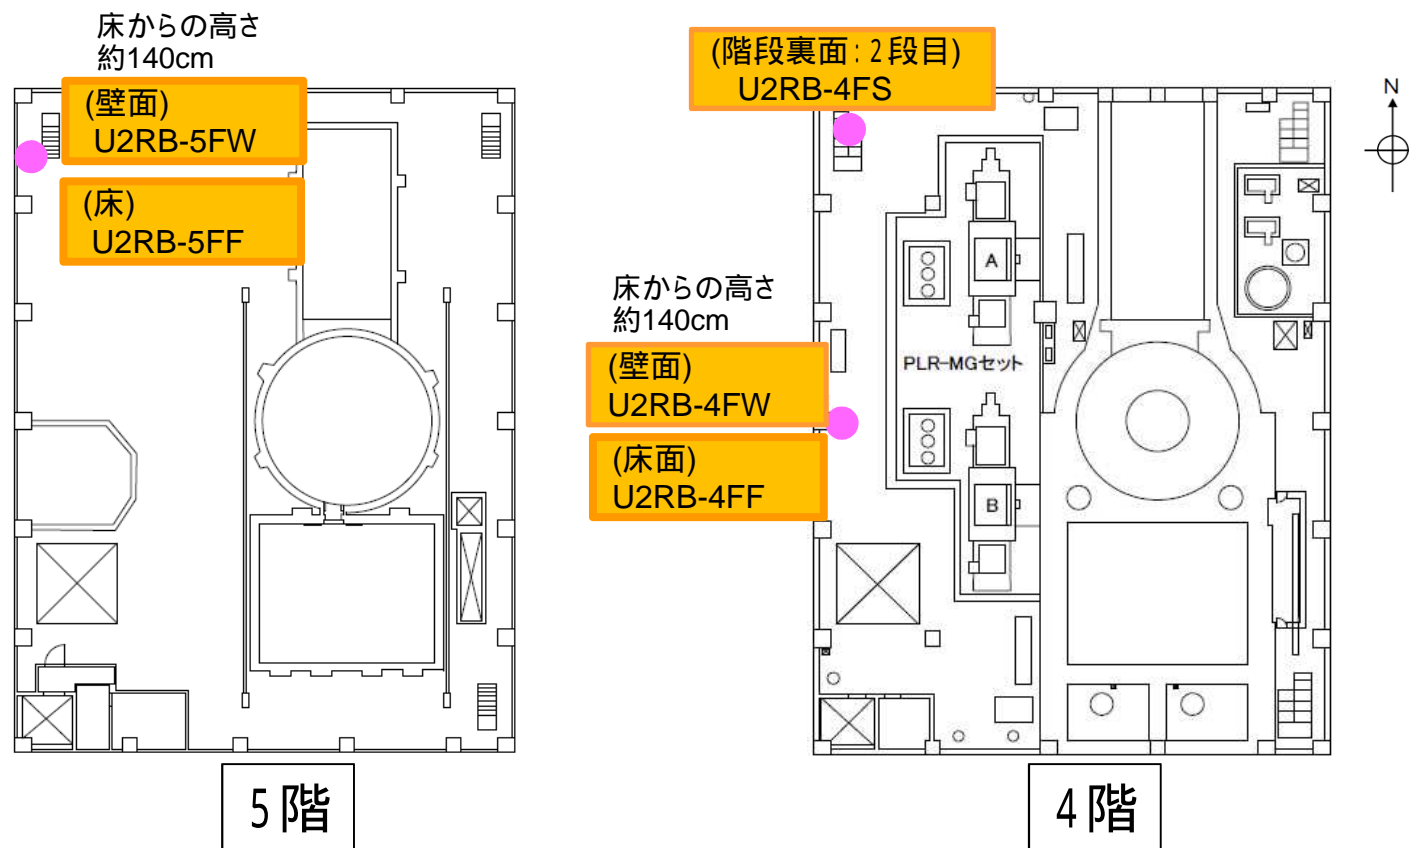 床からの高さ
約140cm
(壁面)
U2RB-5FW
(床)
U2RB-5FF
5階
(階段裏面:2段目)
U2RB-4FS
N
A
床からの高さ
約140cm
PLR-MGセット
(壁面)
U2RB-4FW
(床面)
U2RB-4FF
B
4階